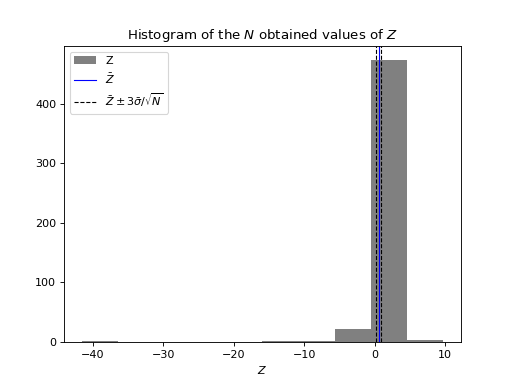 Histogram of the N obtained values of Z
Z
Z̄
Z̄ ± 3σ̄/√N
400
300
200
100
0
−40 −30 −20 −10 0 10
Z